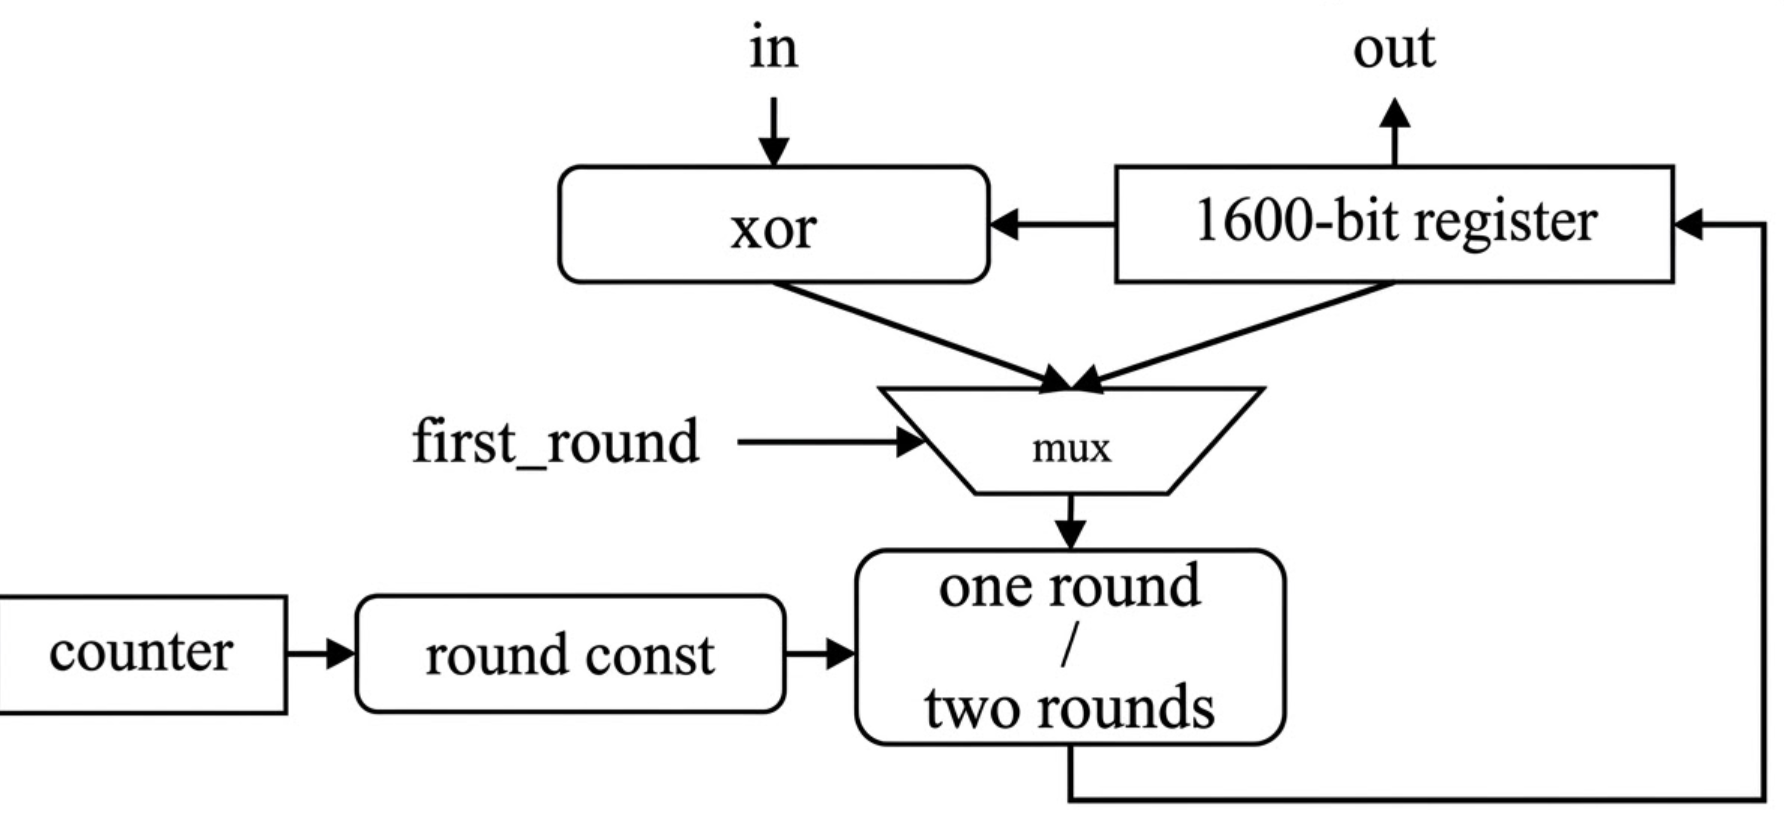 in
out
xor
1600-bit register
first_round
mux
one round
/
two rounds
counter
round const